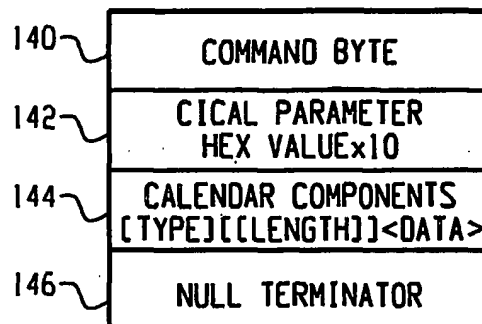 140 COMMAND BYTE
142 CICAL PARAMETER
HEX VALUEx10
144 CALENDAR COMPONENTS
[TYPE][[LENGTH]]<DATA>
146 NULL TERMINATOR